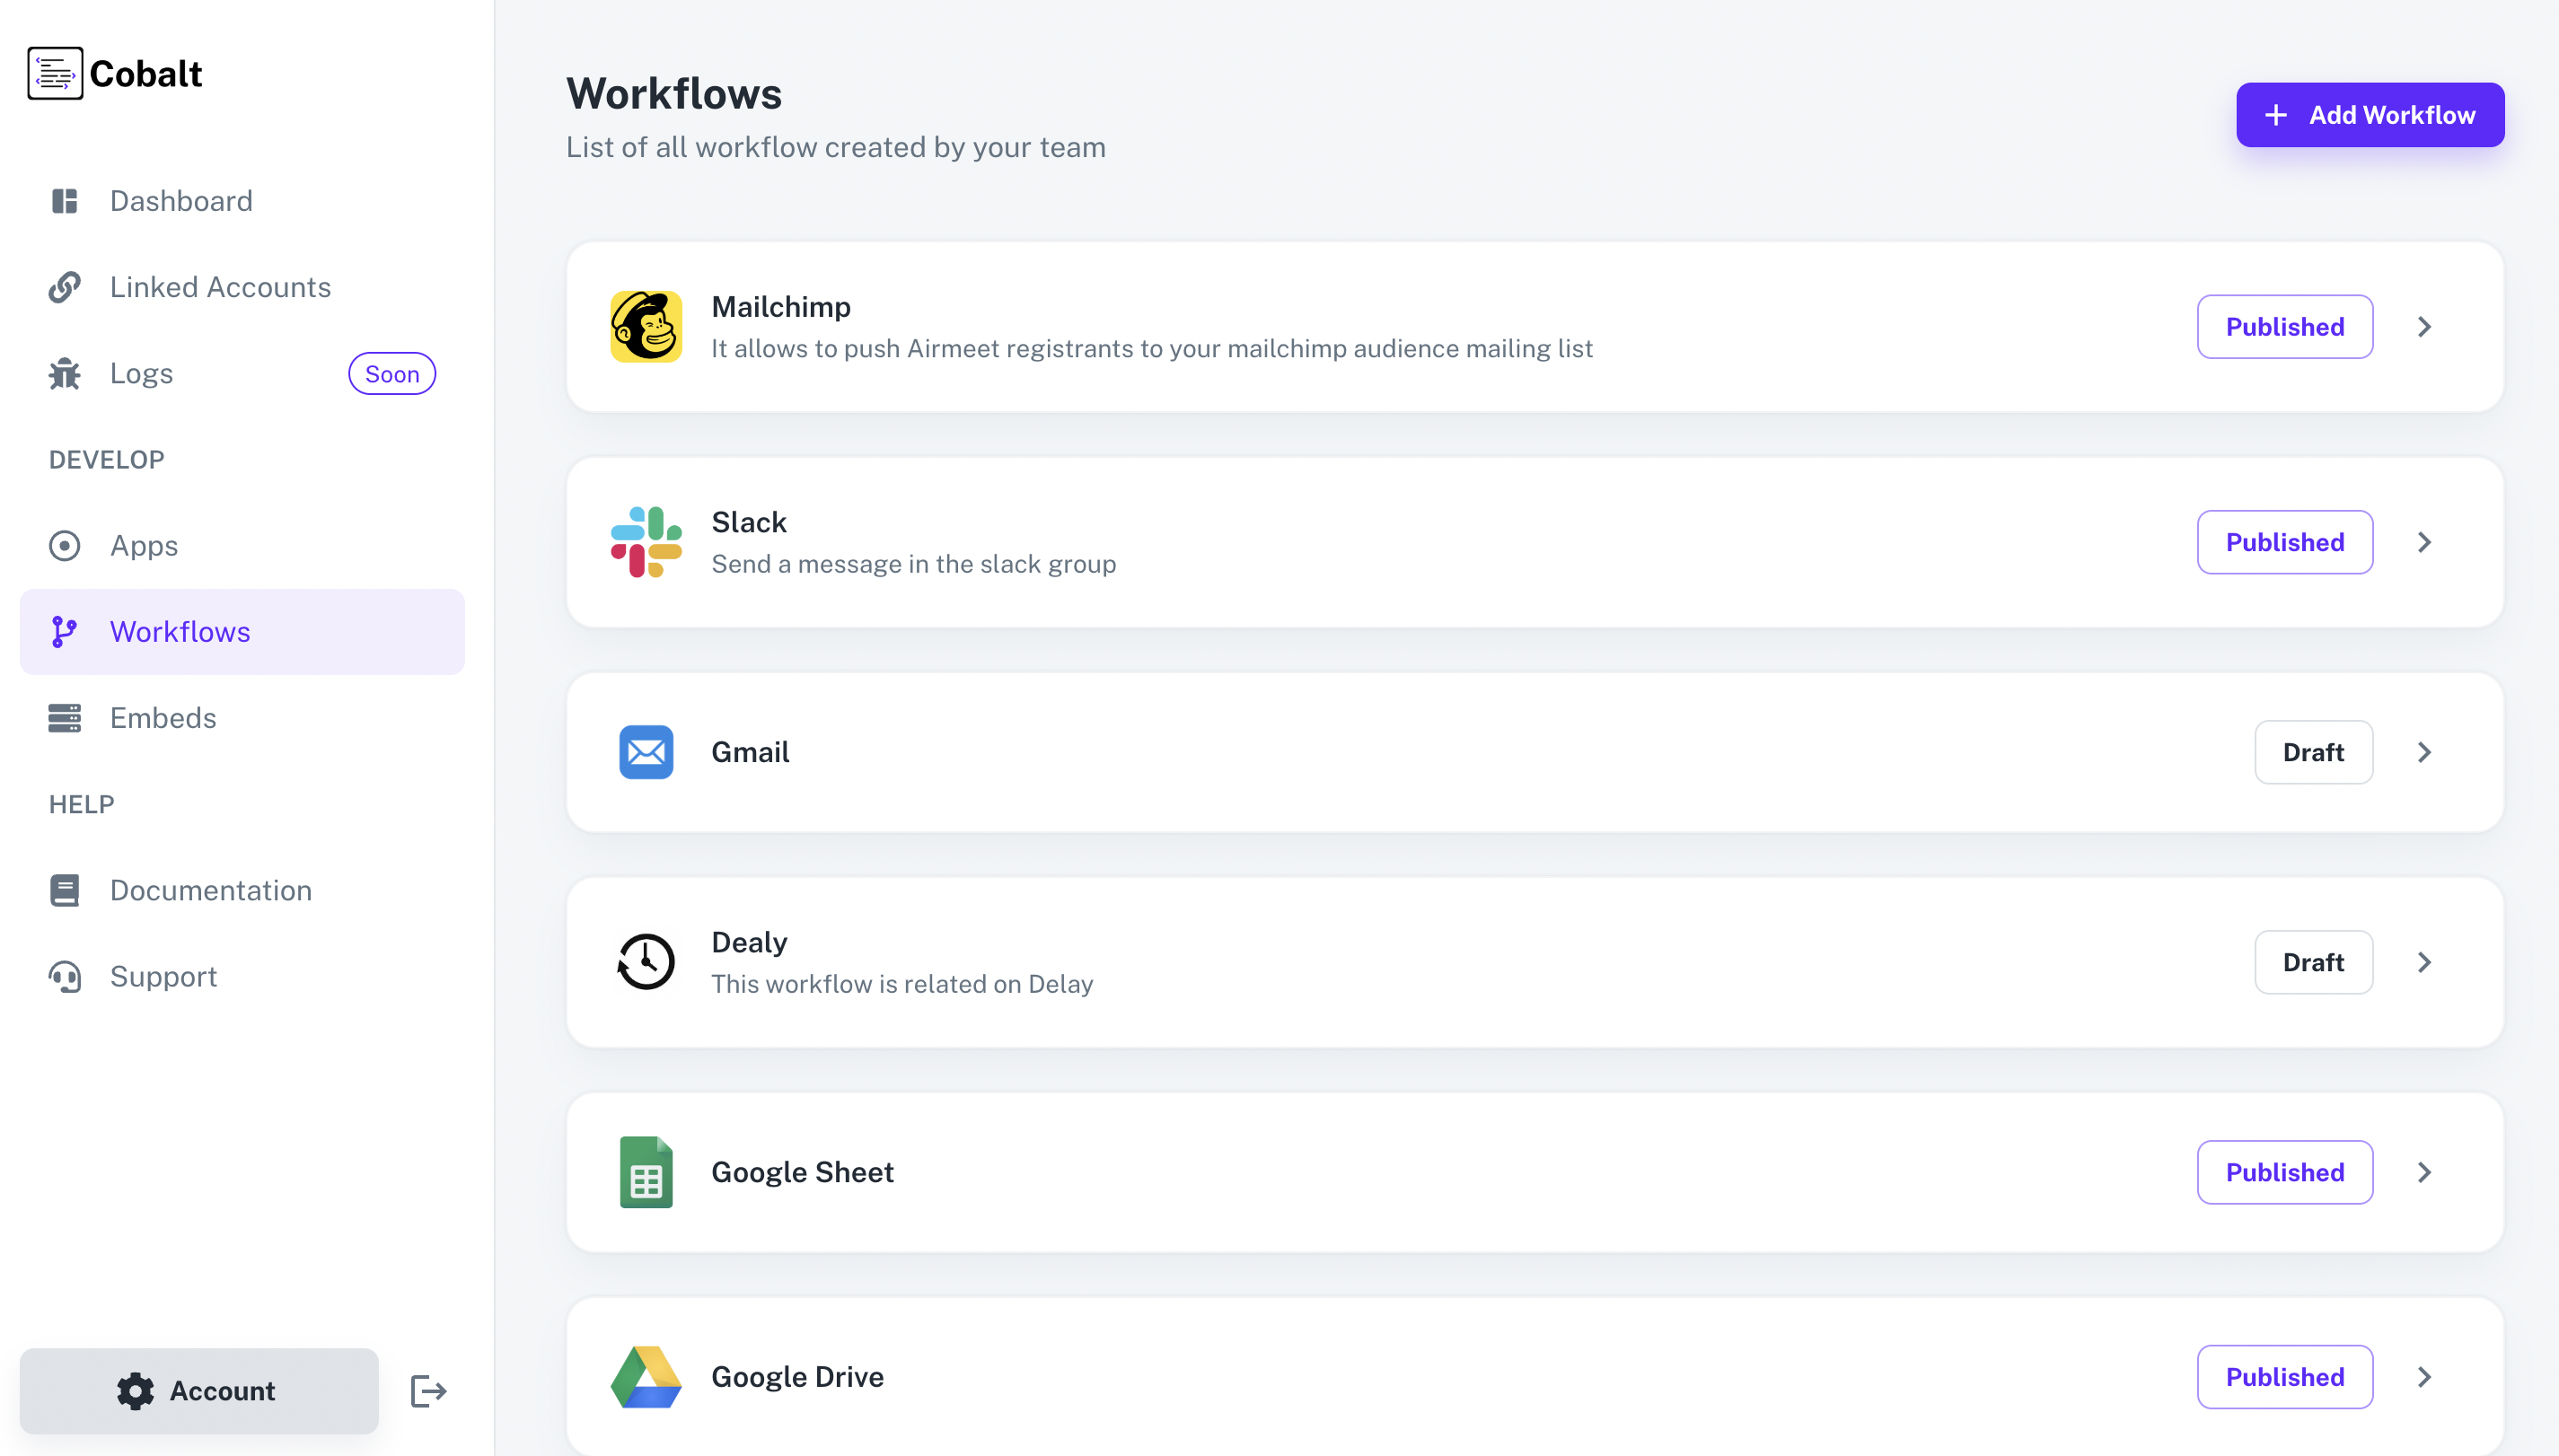 Cobalt
Dashboard
Linked Accounts
Logs
Soon
DEVELOP
Apps
Workflows
Embeds
HELP
Documentation
Support
Account
Workflows
List of all workflow created by your team
Add Workflow
Mailchimp
It allows to push Airmeet registrants to your mailchimp audience mailing list
Published
Slack
Send a message in the slack group
Published
Gmail
Draft
Dealy
This workflow is related on Delay
Draft
Google Sheet
Published
Google Drive
Published